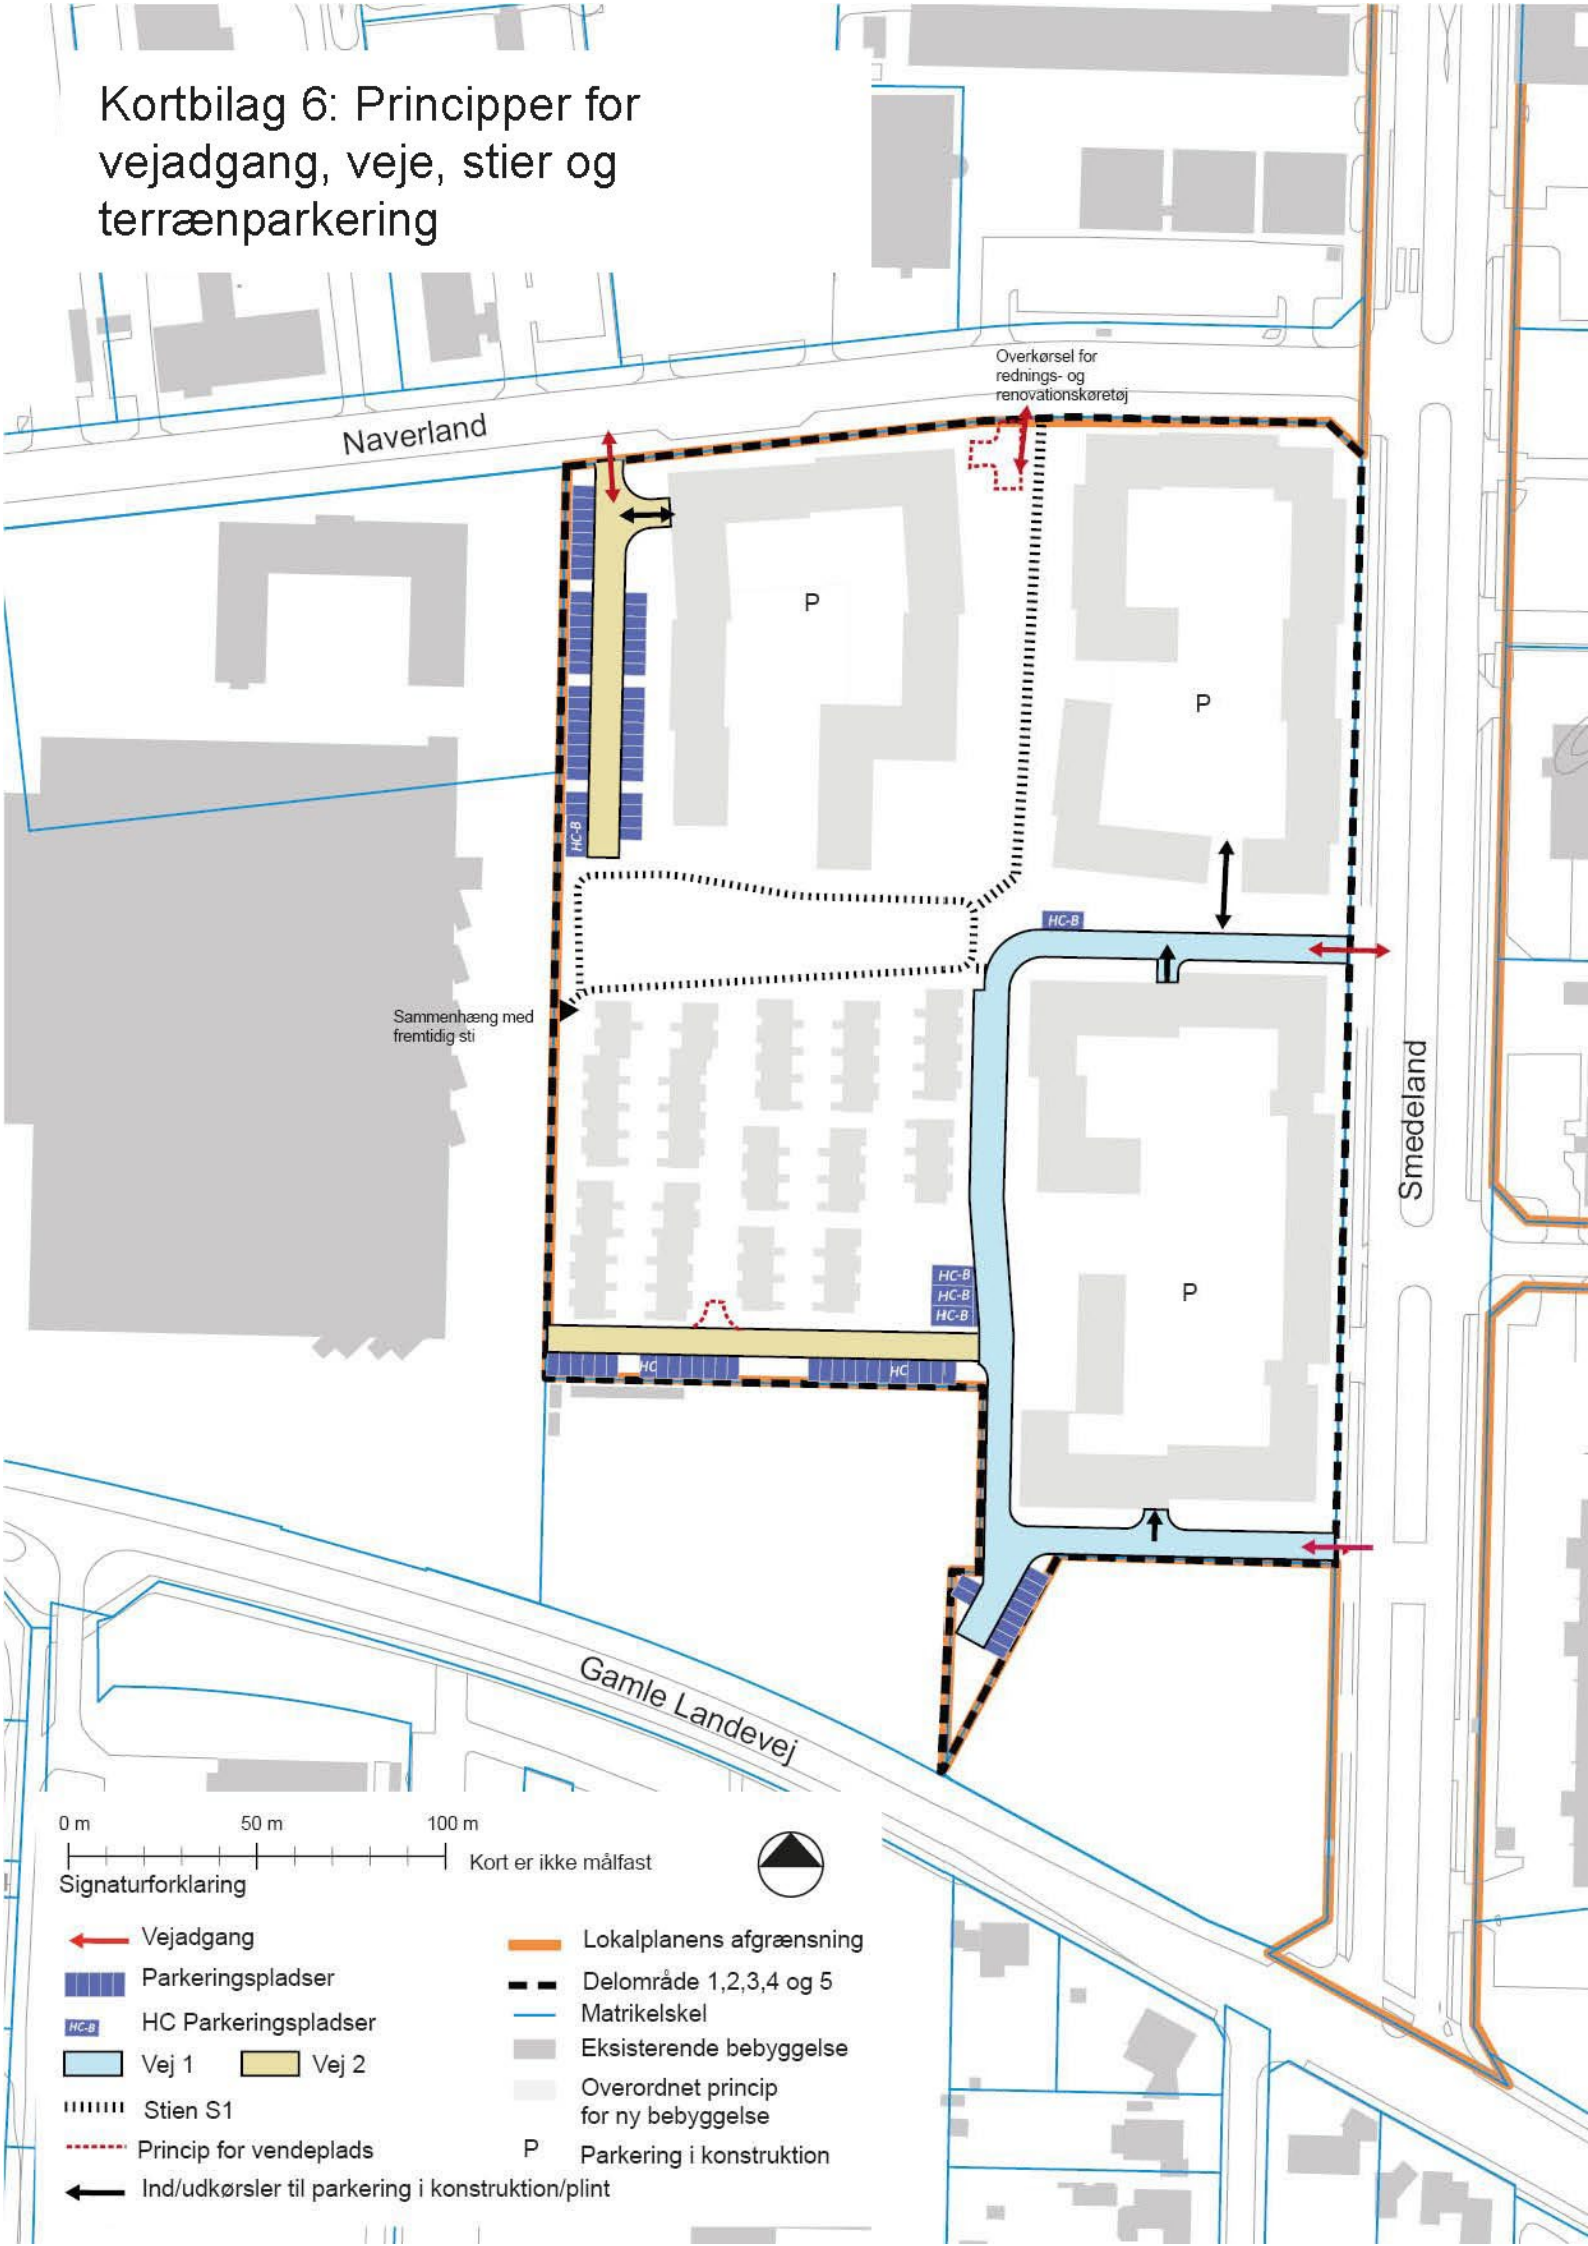 Kortbilag 6: Principper for
vejadgang, veje, stier og
terrænparkering
Overkørsel for
rednings- og
renovationskøretøj
Naverland
P
P
HC-B
HC-B
Sammenhæng med
fremtidig sti
Smedeland
HC-B
HC-B
HC-B
P
HC
HC
Gamle Landevej
0 m 50 m 100 m
Kort er ikke målfast
Signaturforklaring
Vejadgang
Parkeringspladser
HC-B HC Parkeringspladser
Vej 1 Vej 2
Stien S1
Princip for vendeplads
Ind/udkørsler til parkering i konstruktion/plint
Lokalplanens afgrænsning
Delområde 1,2,3,4 og 5
Matrikelskel
Eksisterende bebyggelse
Overordnet princip
for ny bebyggelse
P Parkering i konstruktion